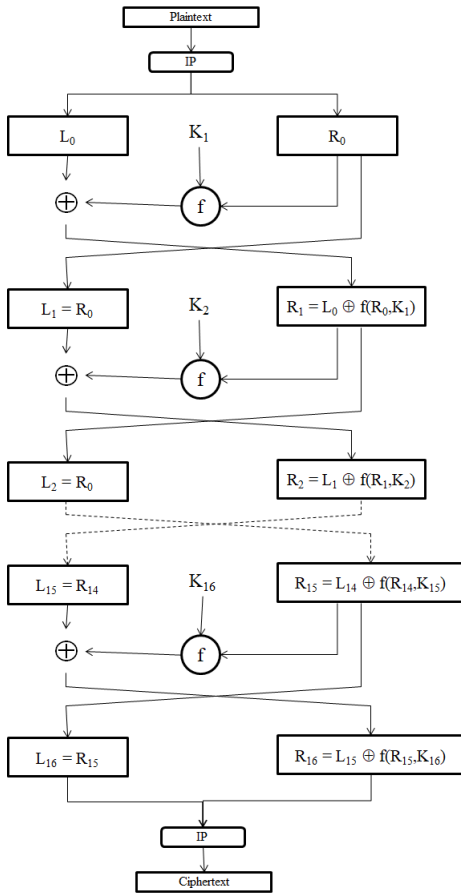 Plaintext
IP
L₀
K₁
R₀
⊕
f
L₁ = R₀
K₂
R₁ = L₀ ⊕ f(R₀,K₁)
⊕
f
L₂ = R₀
R₂ = L₁ ⊕ f(R₁,K₂)
L₁₅ = R₁₄
K₁₆
R₁₅ = L₁₄ ⊕ f(R₁₄,K₁₅)
⊕
f
L₁₆ = R₁₅
R₁₆ = L₁₅ ⊕ f(R₁₅,K₁₆)
IP
Ciphertext